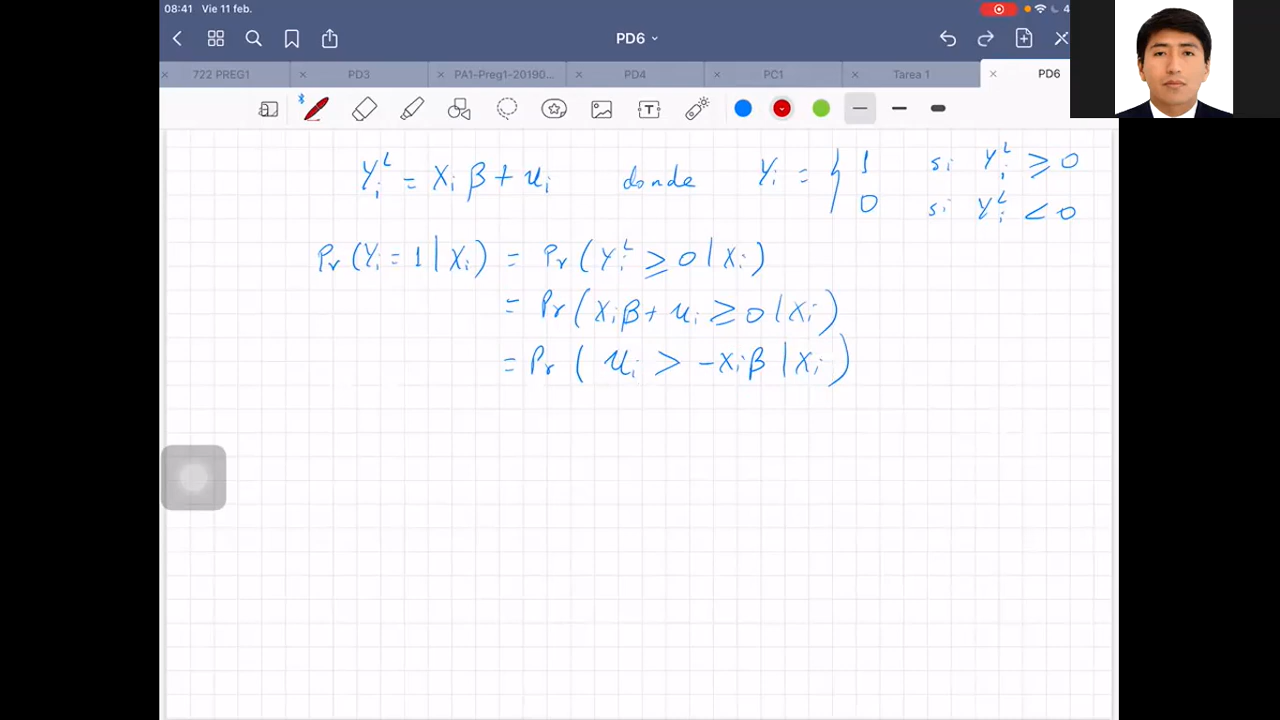 08:41 Vie 11 feb.
PD6
722 PREG1 PD3 PA1-Preg1-20190... PD4 PC1 Tarea 1 PD6
Y_i^L = X_i β + u_i donde Y_i = { 1 si Y_i^L ≥ 0
0 si Y_i^L < 0
Pr(Y_i = 1 | X_i) = Pr(Y_i^L ≥ 0 | X_i)
= Pr(X_i β + u_i ≥ 0 | X_i)
= Pr(u_i > -X_i β | X_i)